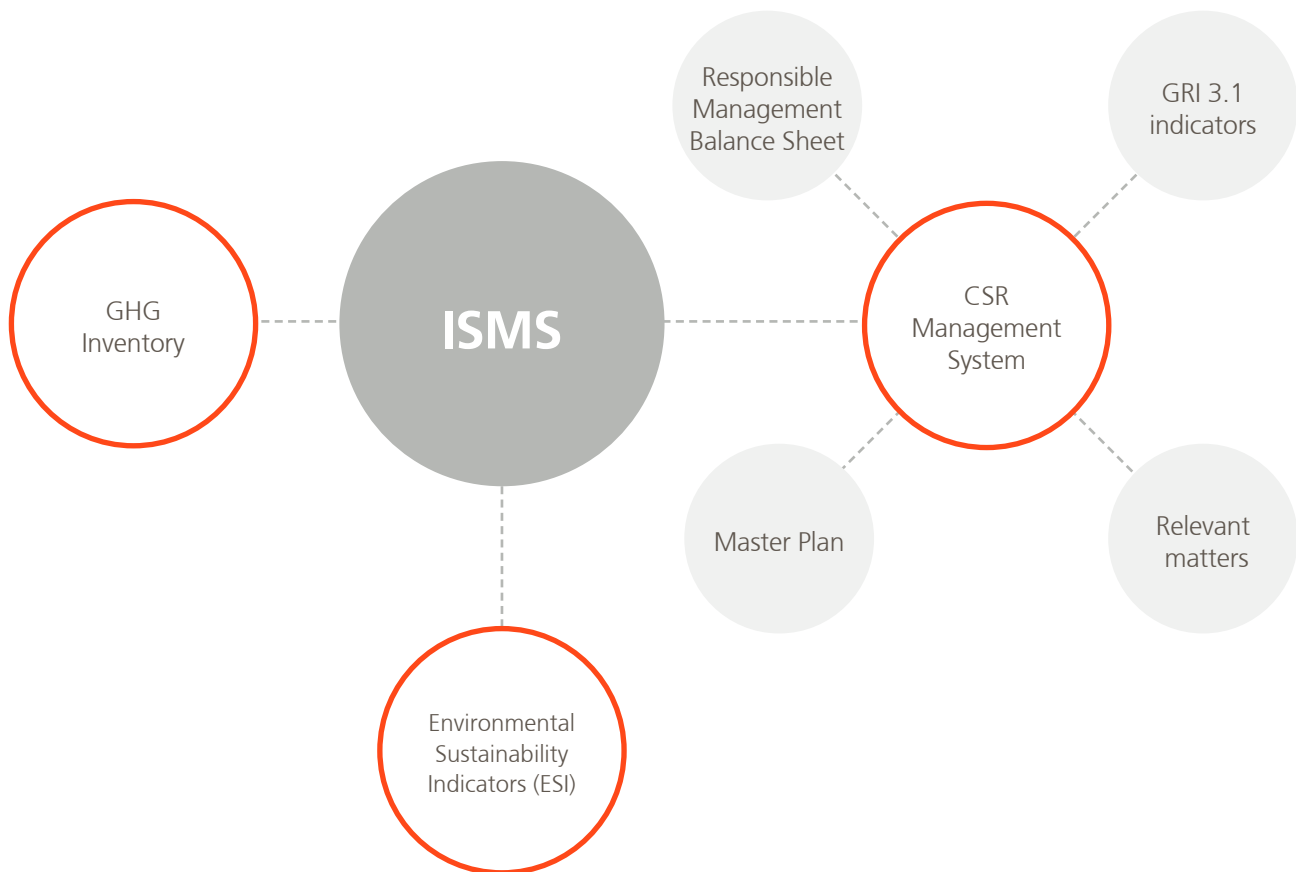 Responsible
Management
Balance Sheet
GRI 3.1
indicators
GHG
Inventory
ISMS
CSR
Management
System
Master Plan
Relevant
matters
Environmental
Sustainability
Indicators (ESI)